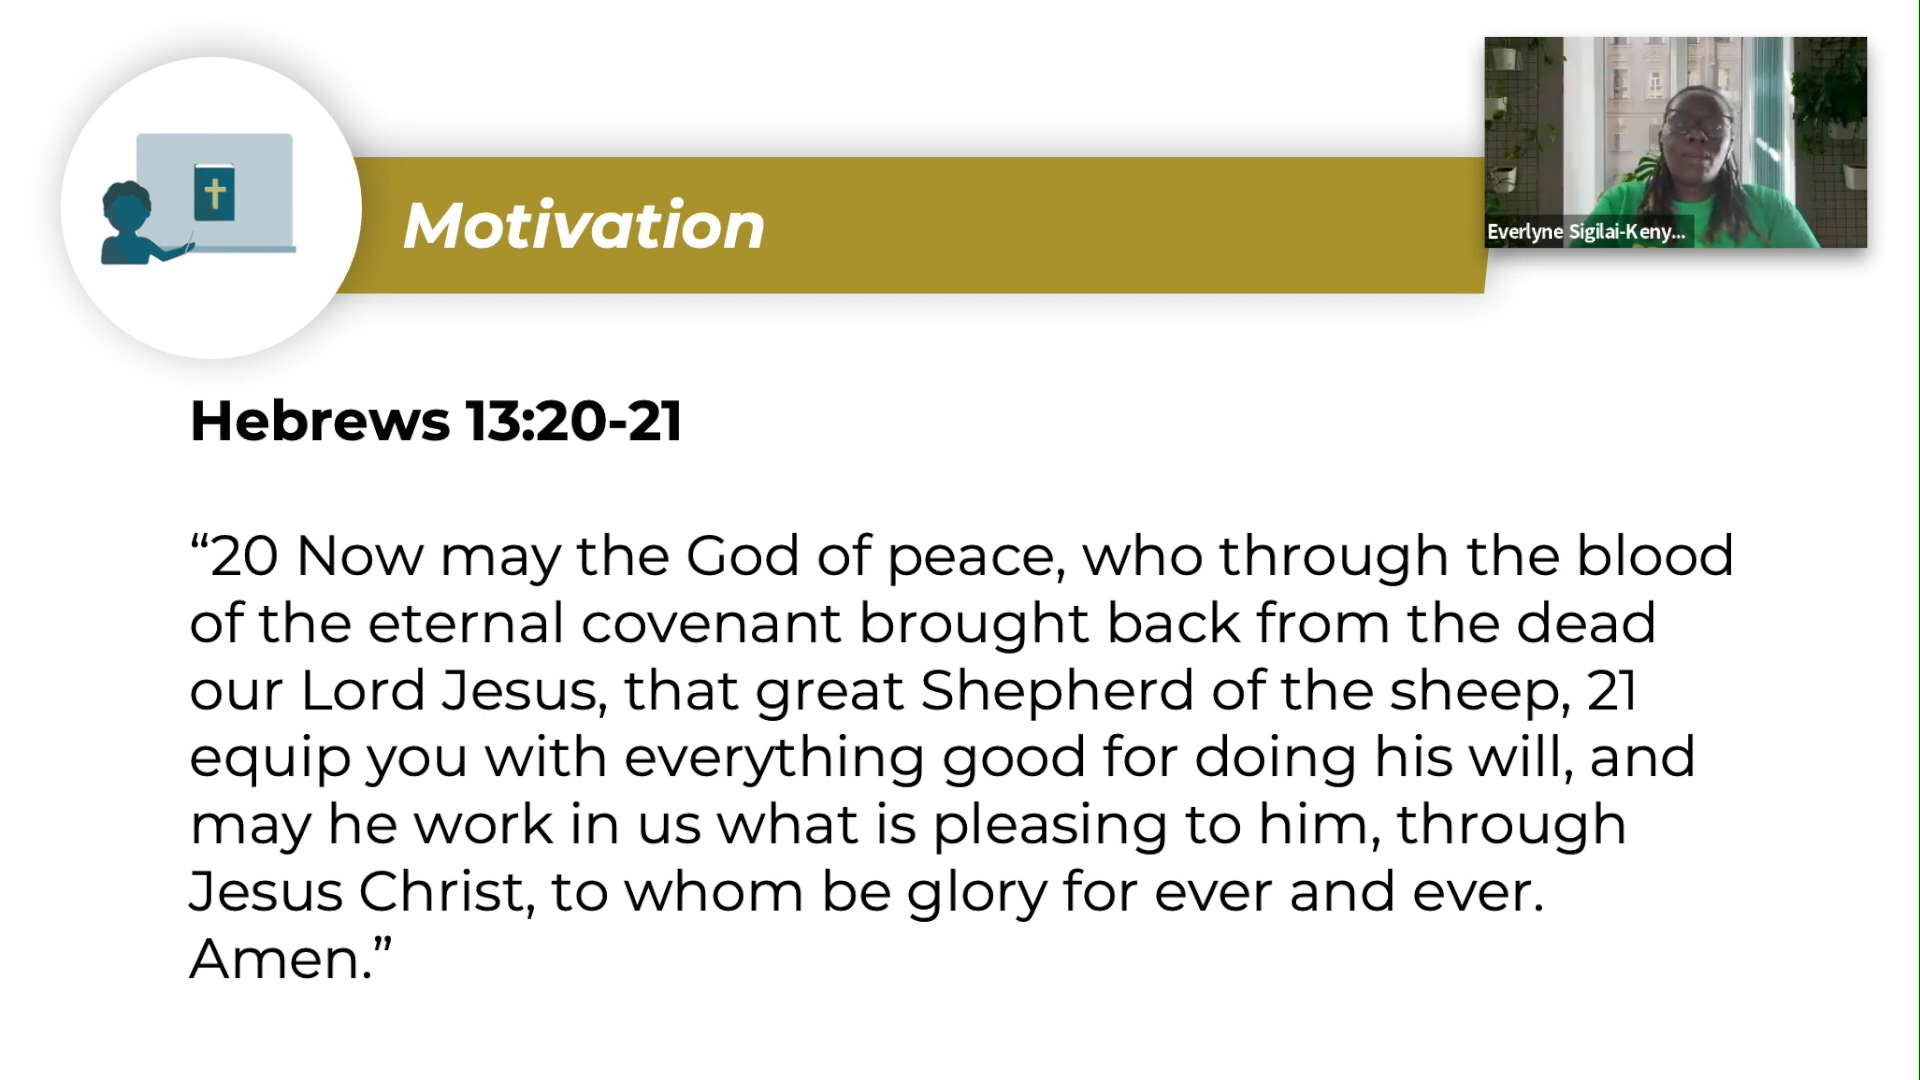 Motivation
Everlyne Sigilai-Keny...
Hebrews 13:20-21
“20 Now may the God of peace, who through the blood
of the eternal covenant brought back from the dead
our Lord Jesus, that great Shepherd of the sheep, 21
equip you with everything good for doing his will, and
may he work in us what is pleasing to him, through
Jesus Christ, to whom be glory for ever and ever.
Amen.”